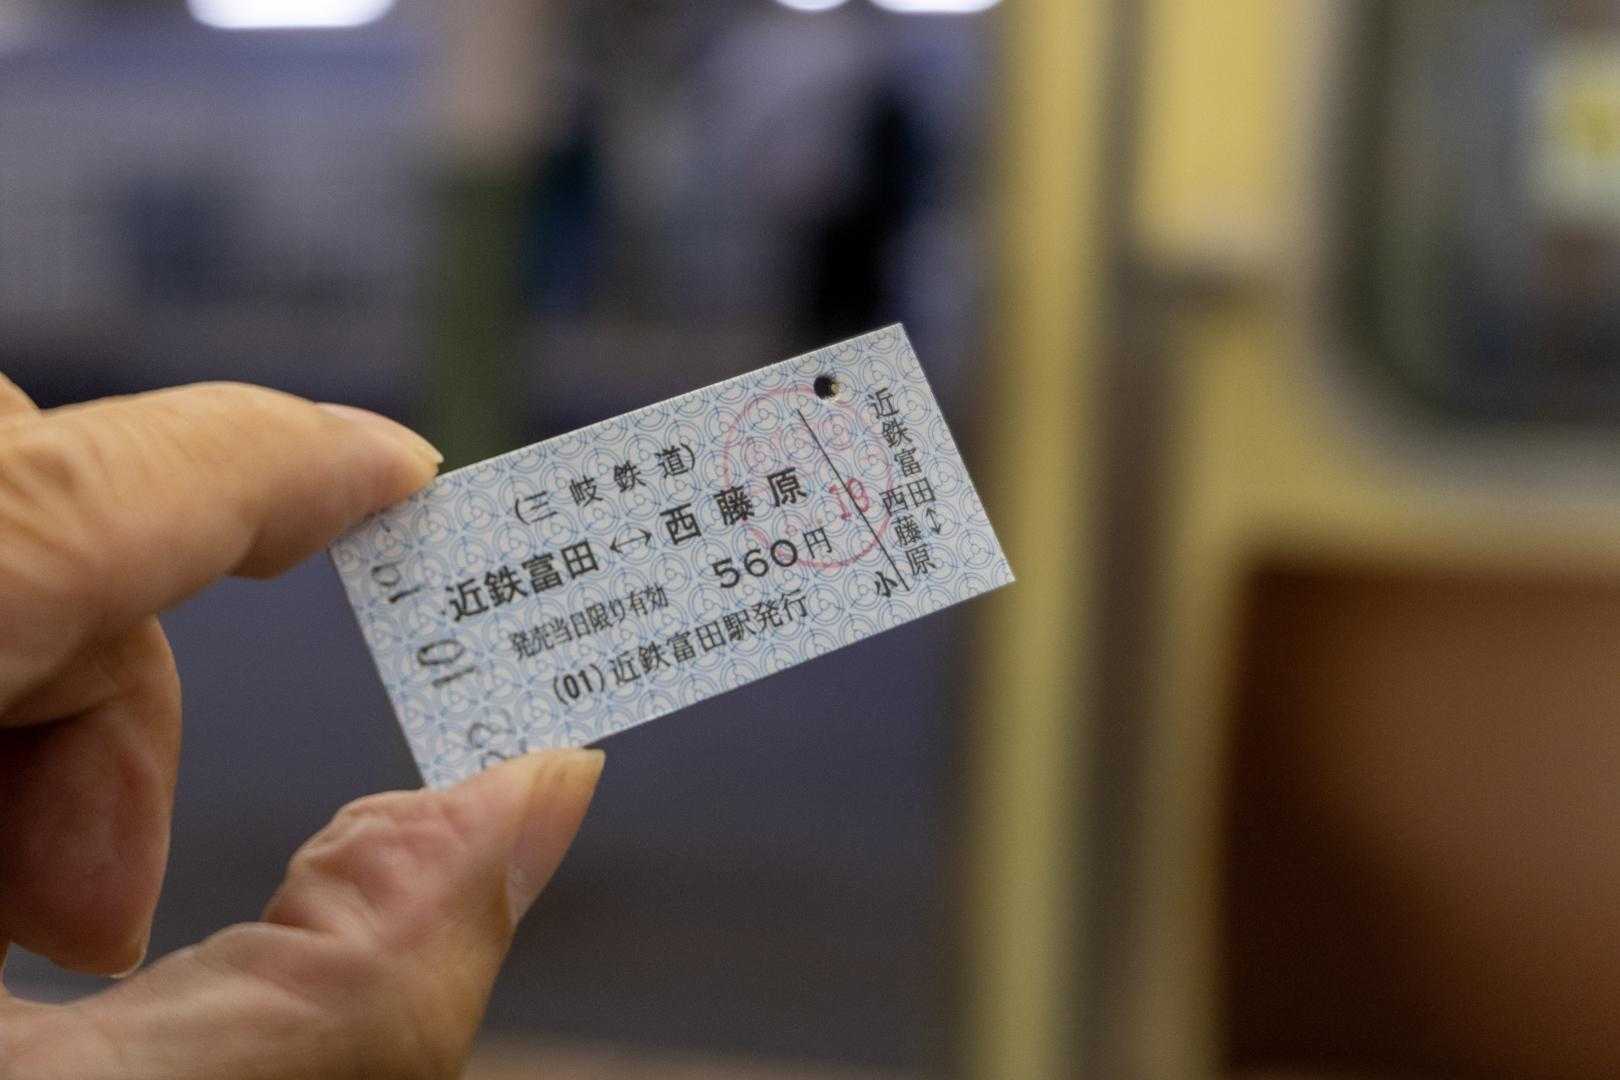 (三岐鉄道)
近鉄富田↔西藤原
560円
発売当日限り有効
(01)近鉄富田駅発行
近鉄富田
↕
西藤原
小
18